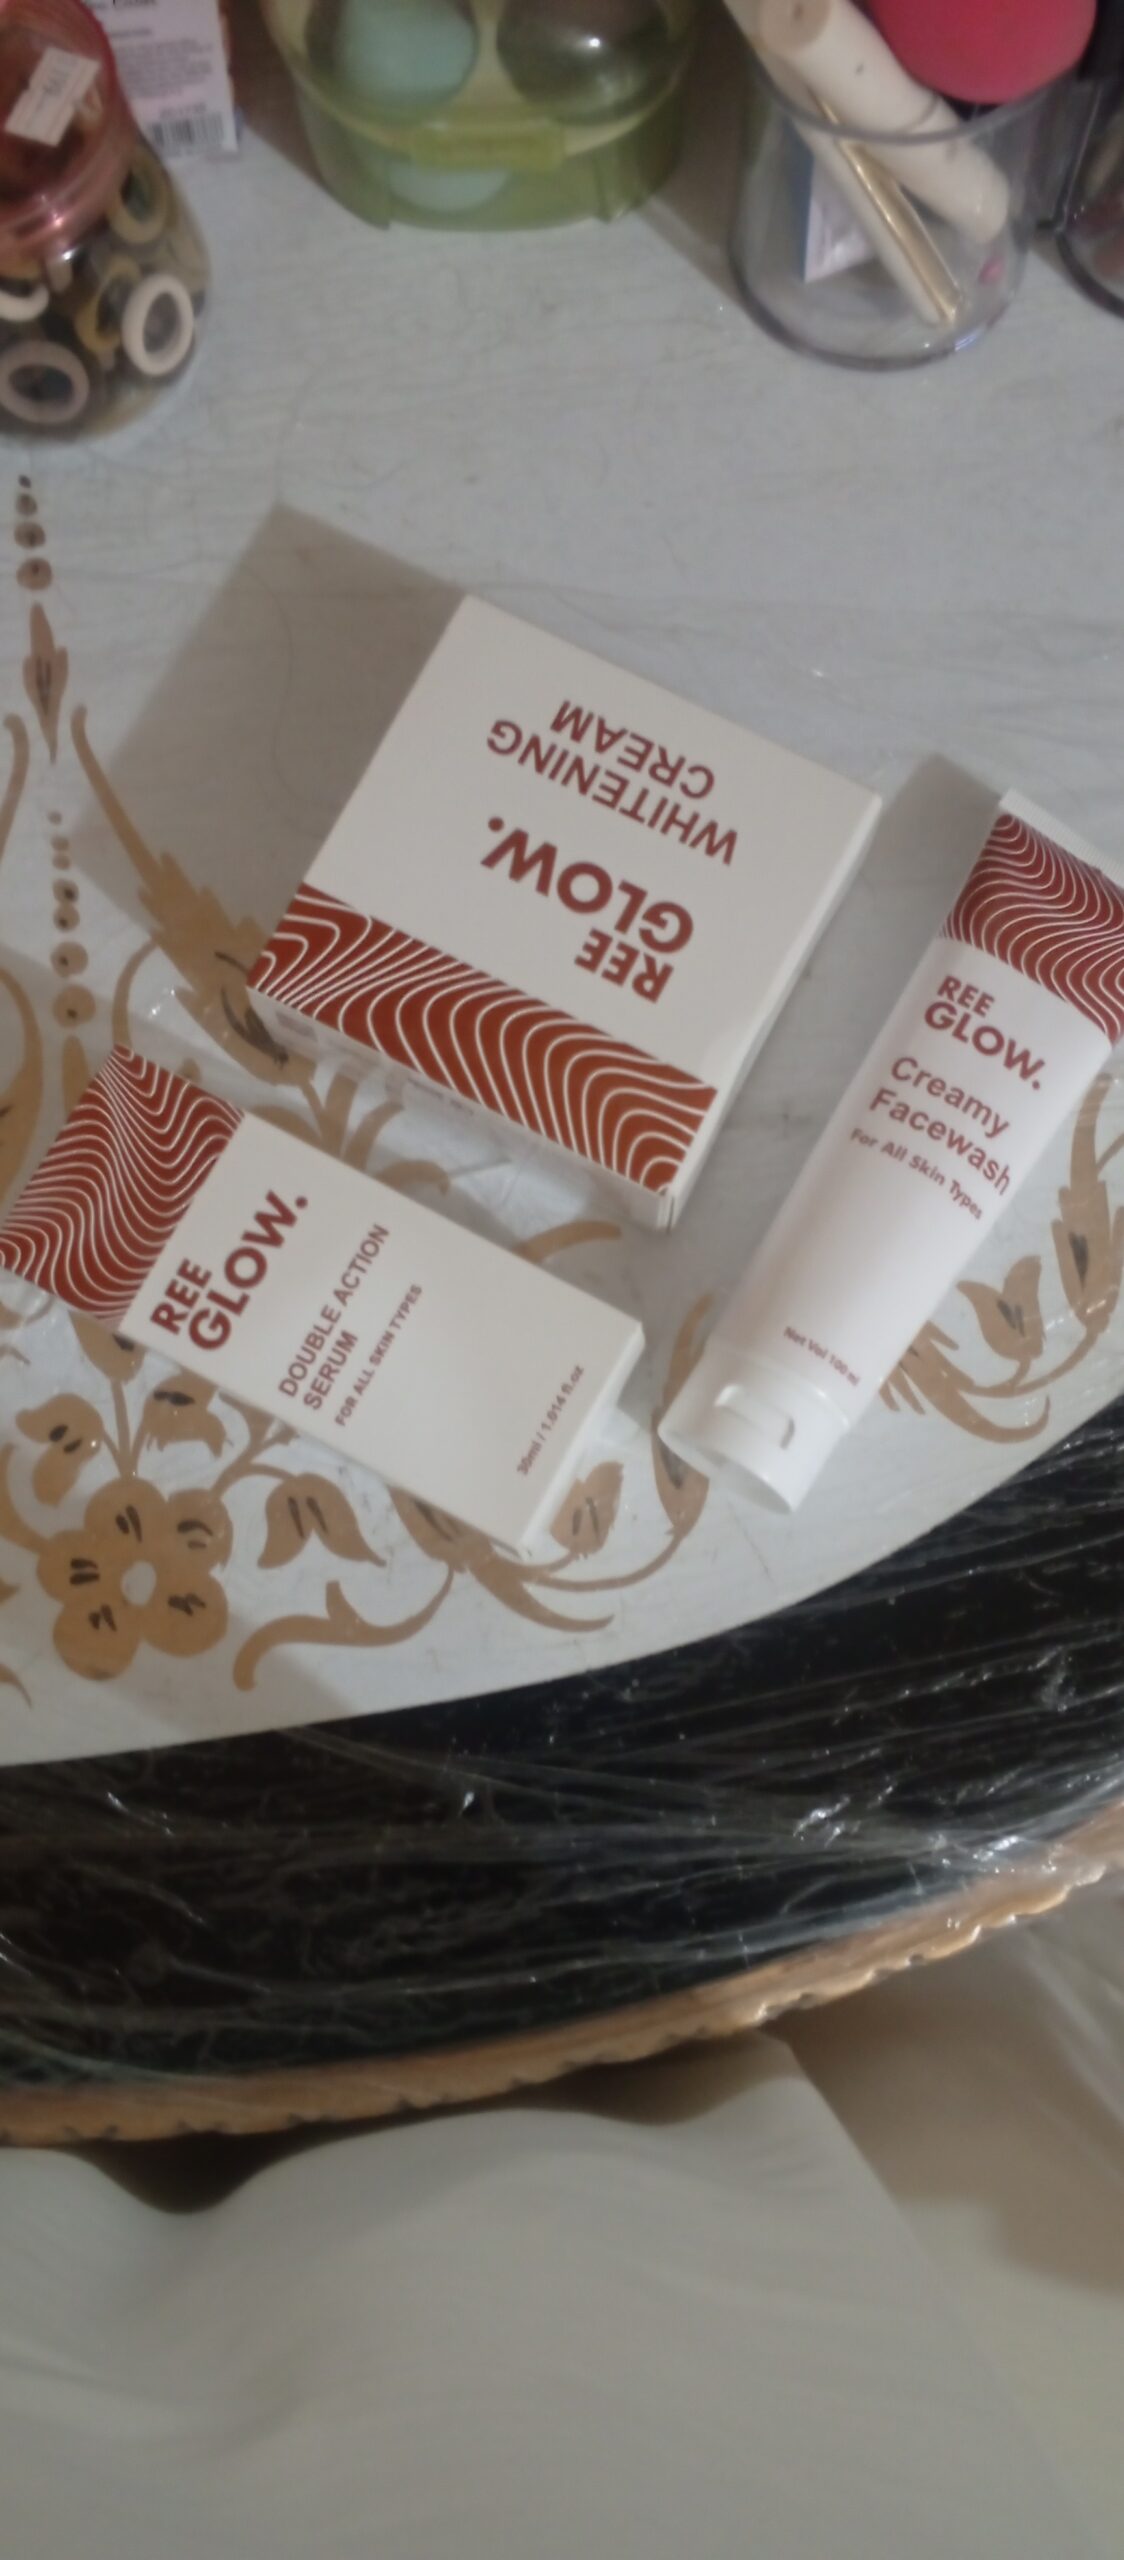 REE
GLOW.
WHITENING
CREAM
REE
GLOW.
Creamy
Facewash
For All Skin Types
Net Vol 100 ml
REE
GLOW.
DOUBLE ACTION
SERUM
FOR ALL SKIN TYPES
30ml / 1.014 fl.oz